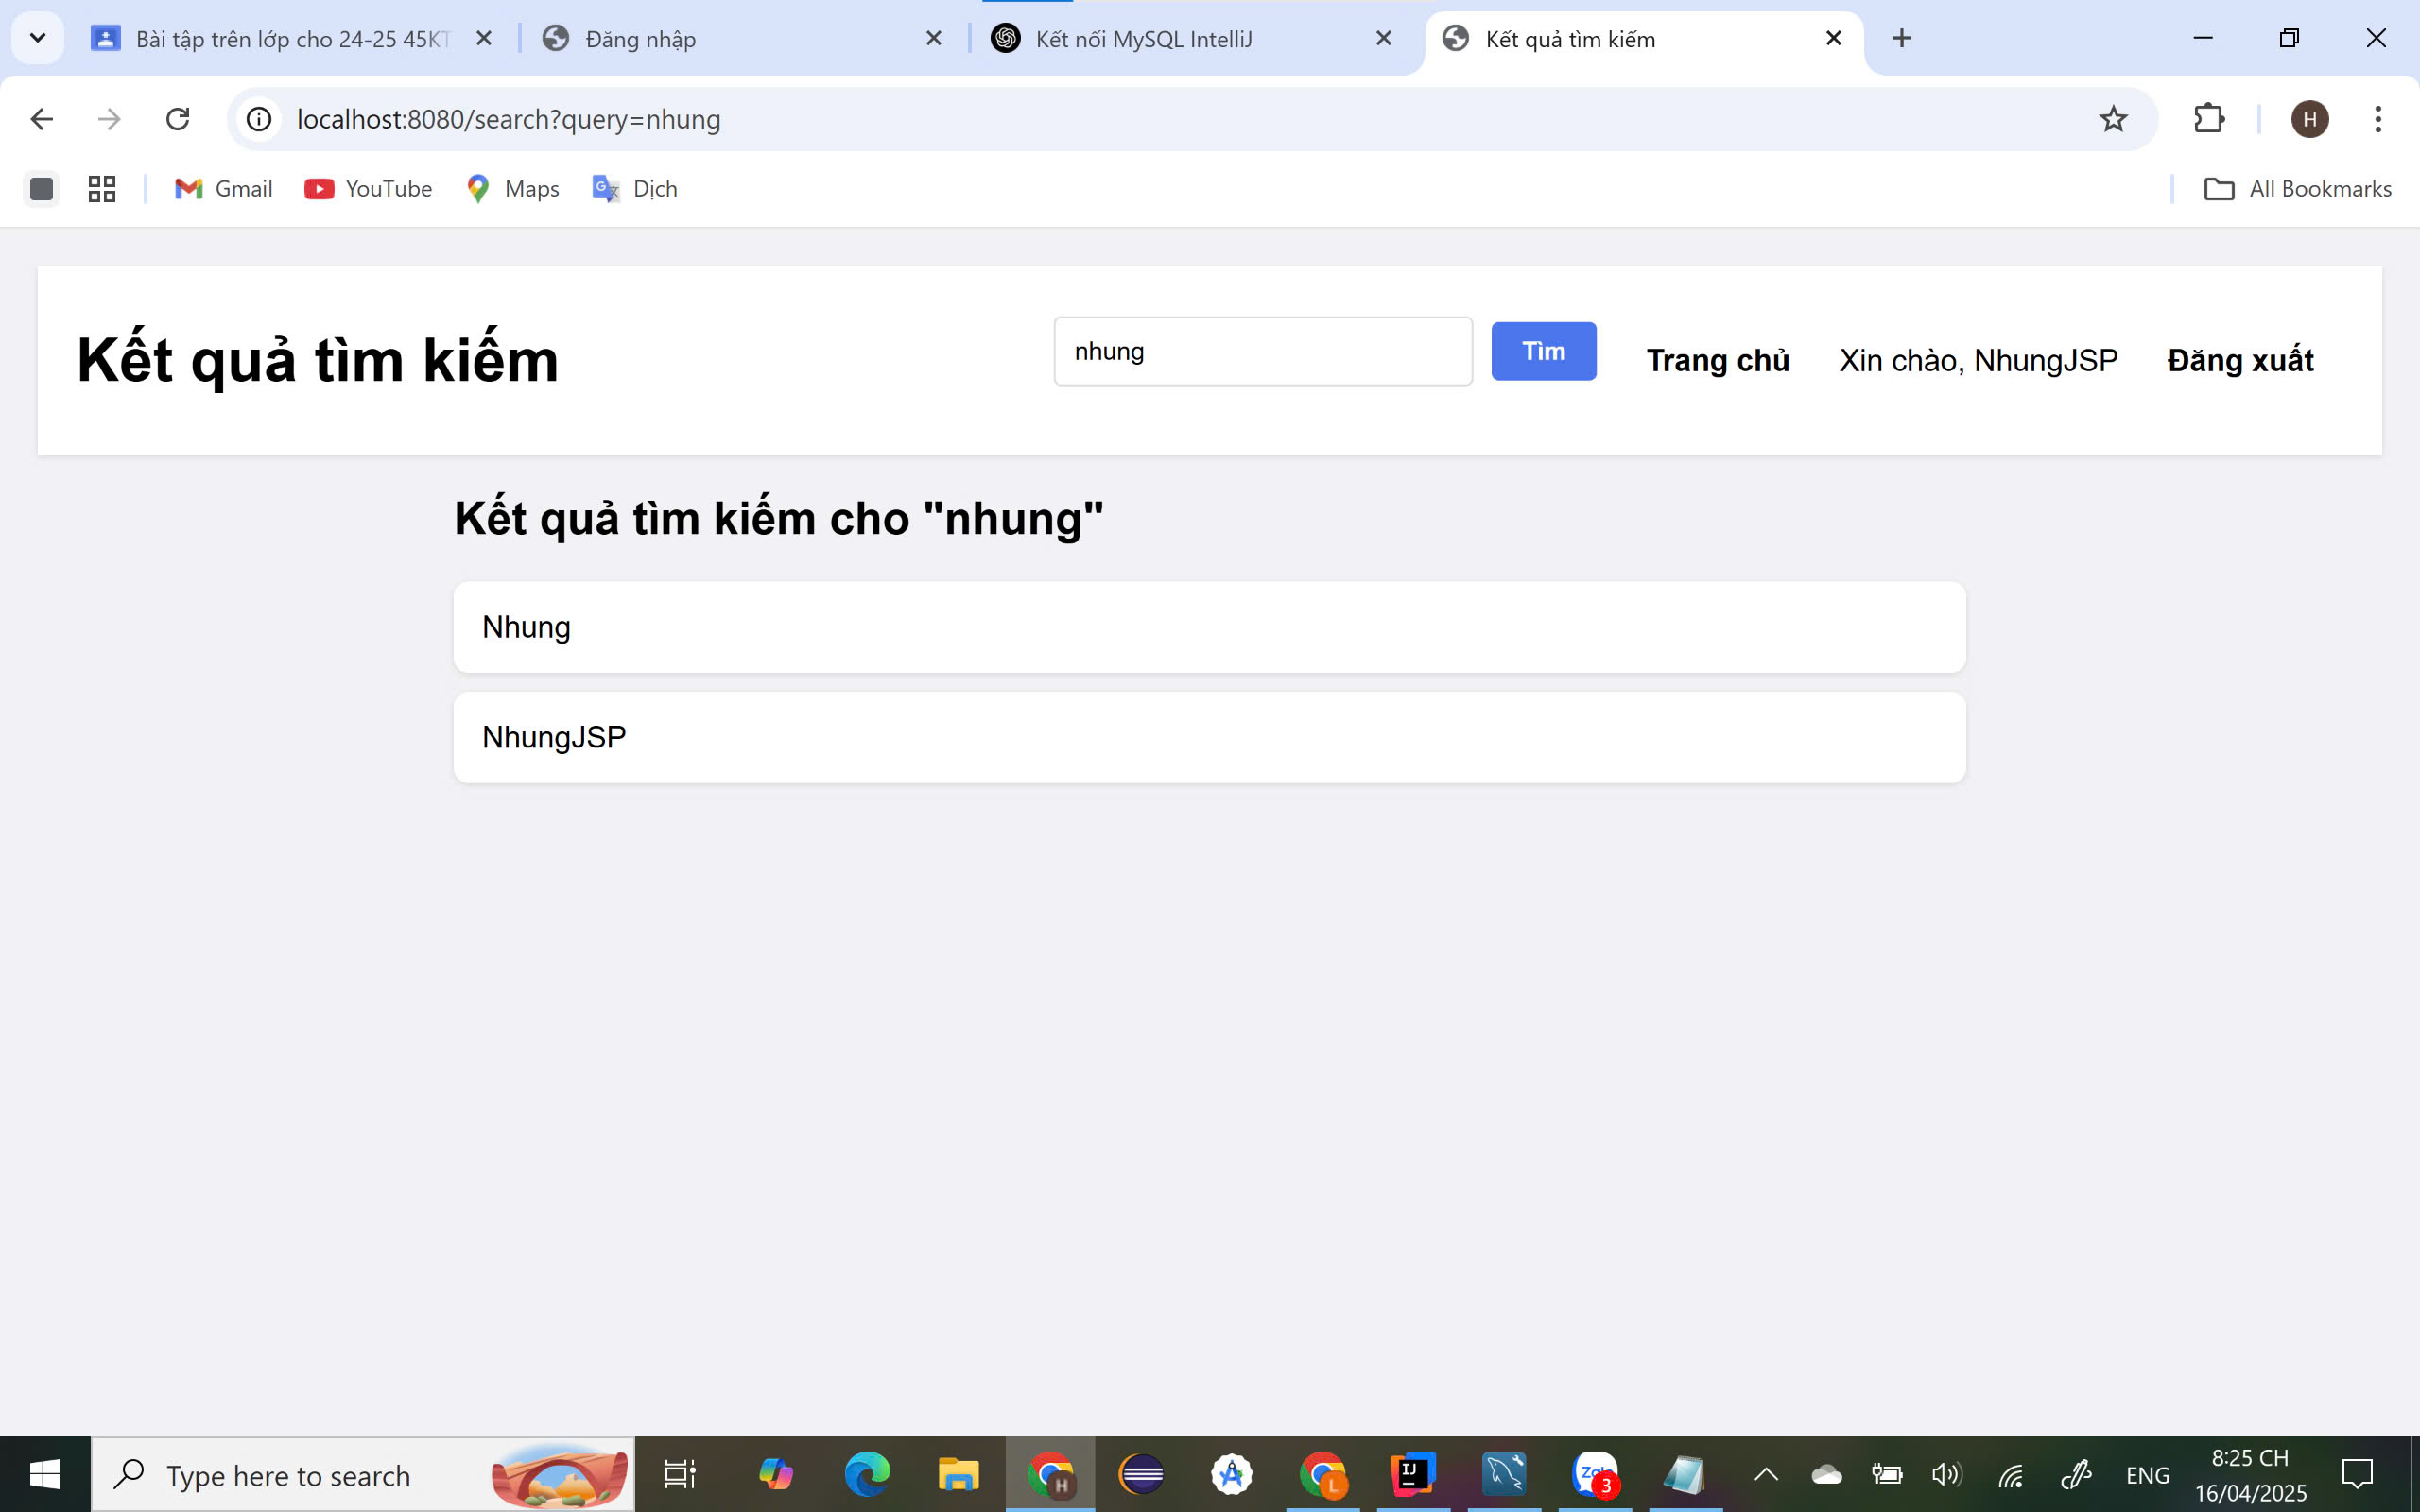 Bài tập trên lớp cho 24-25 45KT
Đăng nhập
Kết nối MySQL IntelliJ
Kết quả tìm kiếm
localhost:8080/search?query=nhung
H
Gmail
YouTube
Maps
Dịch
All Bookmarks
Kết quả tìm kiếm
nhung
Tìm
Trang chủ
Xin chào, NhungJSP
Đăng xuất
Kết quả tìm kiếm cho "nhung"
Nhung
NhungJSP
Type here to search
H
L
IJ
Zalo
3
ENG
8:25 CH
16/04/2025